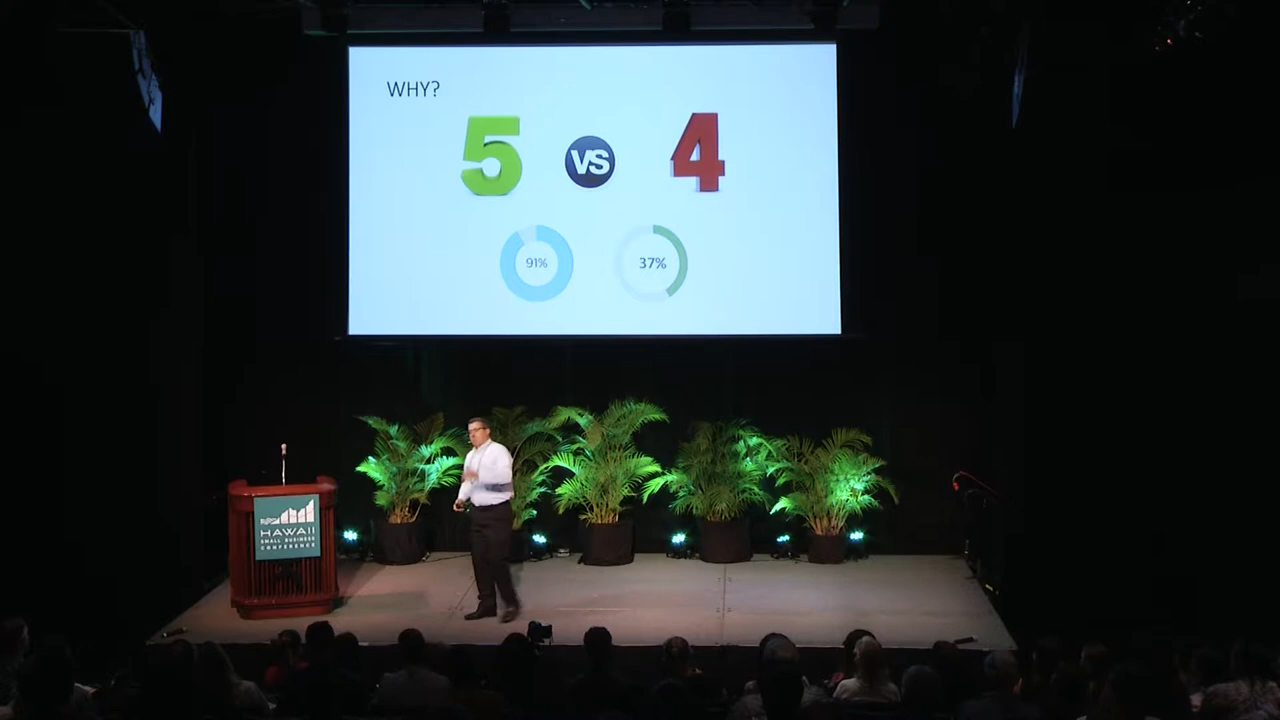 WHY?
5 VS 4
91% 37%
HAWAII
SMALL BUSINESS
CONFERENCE